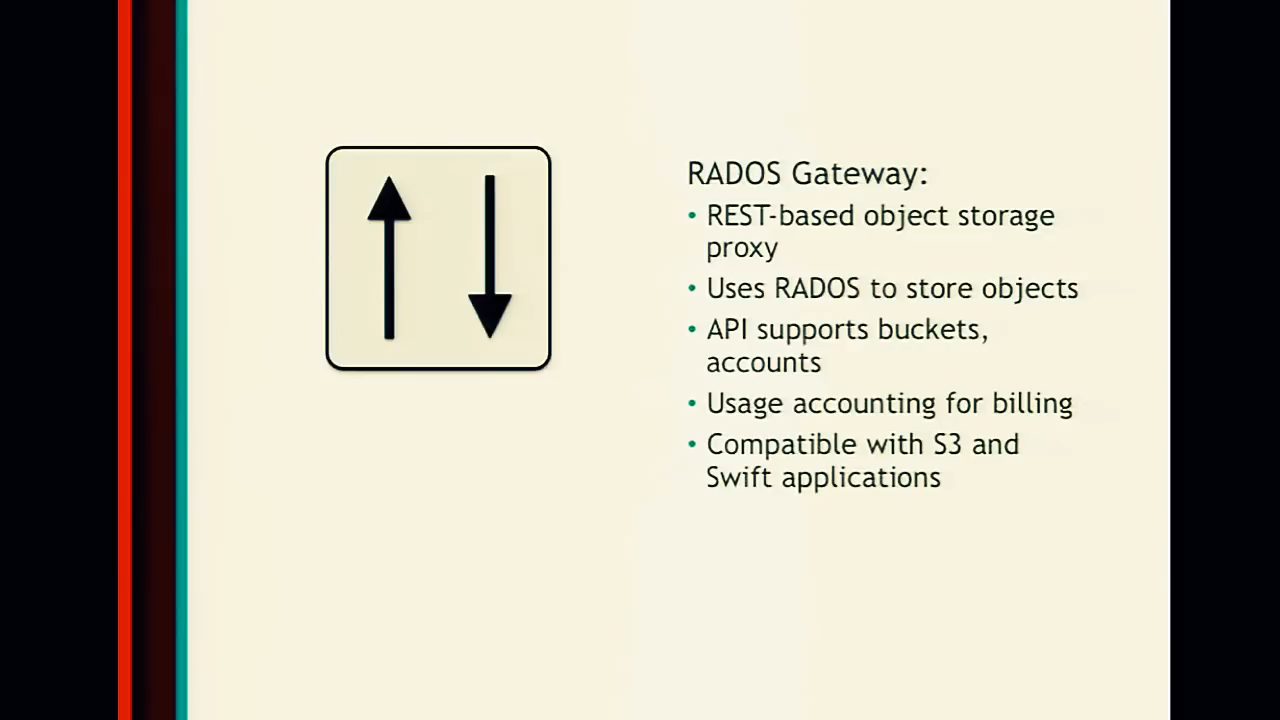 RADOS Gateway:
• REST-based object storage
proxy
• Uses RADOS to store objects
• API supports buckets,
accounts
• Usage accounting for billing
• Compatible with S3 and
Swift applications